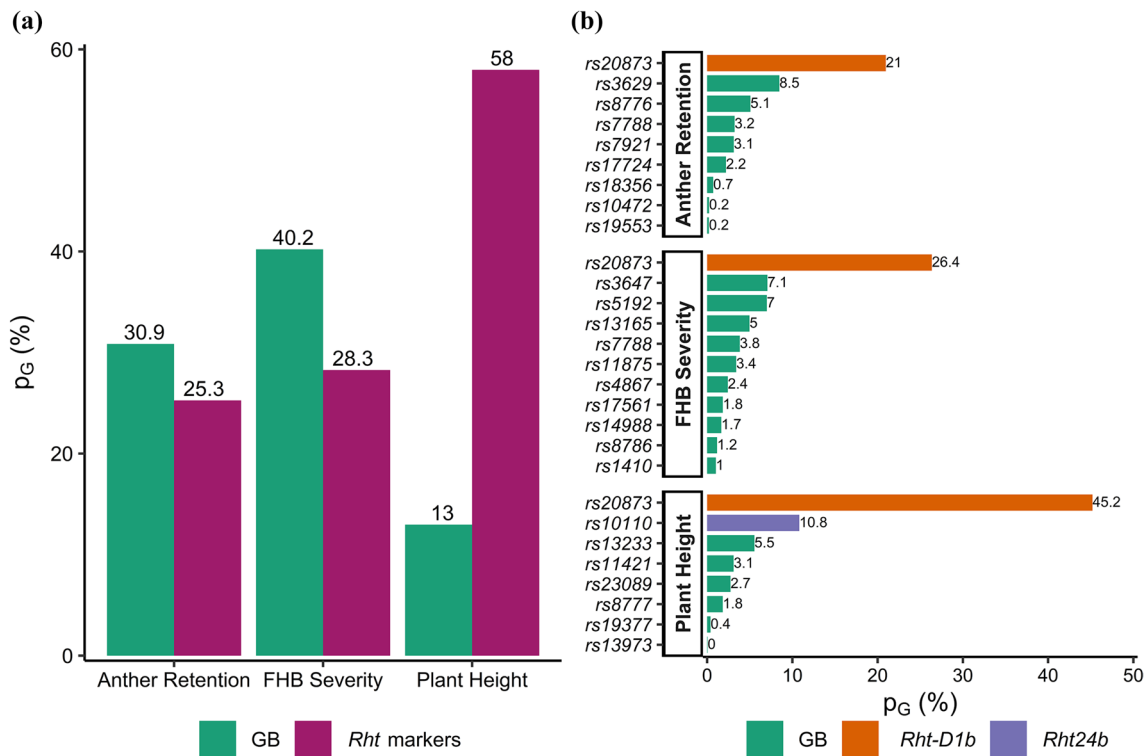 (a)
p_G (%)
60
40
20
0
58
40.2
30.9
28.3
25.3
13
Anther Retention
FHB Severity
Plant Height
GB
Rht markers
(b)
Anther Retention
rs20873 21
rs3629 8.5
rs8776 5.1
rs7788 3.2
rs7921 3.1
rs17724 2.2
rs18356 0.7
rs10472 0.2
rs19553 0.2
FHB Severity
rs20873 26.4
rs3647 7.1
rs5192 7
rs13165 5
rs7788 3.8
rs11875 3.4
rs4867 2.4
rs17561 1.8
rs14988 1.7
rs8786 1.2
rs1410 1
Plant Height
rs20873 45.2
rs10110 10.8
rs13233 5.5
rs11421 3.1
rs23089 2.7
rs8777 1.8
rs19377 0.4
rs13973 0
0 10 20 30 40 50
p_G (%)
GB
Rht-D1b
Rht24b